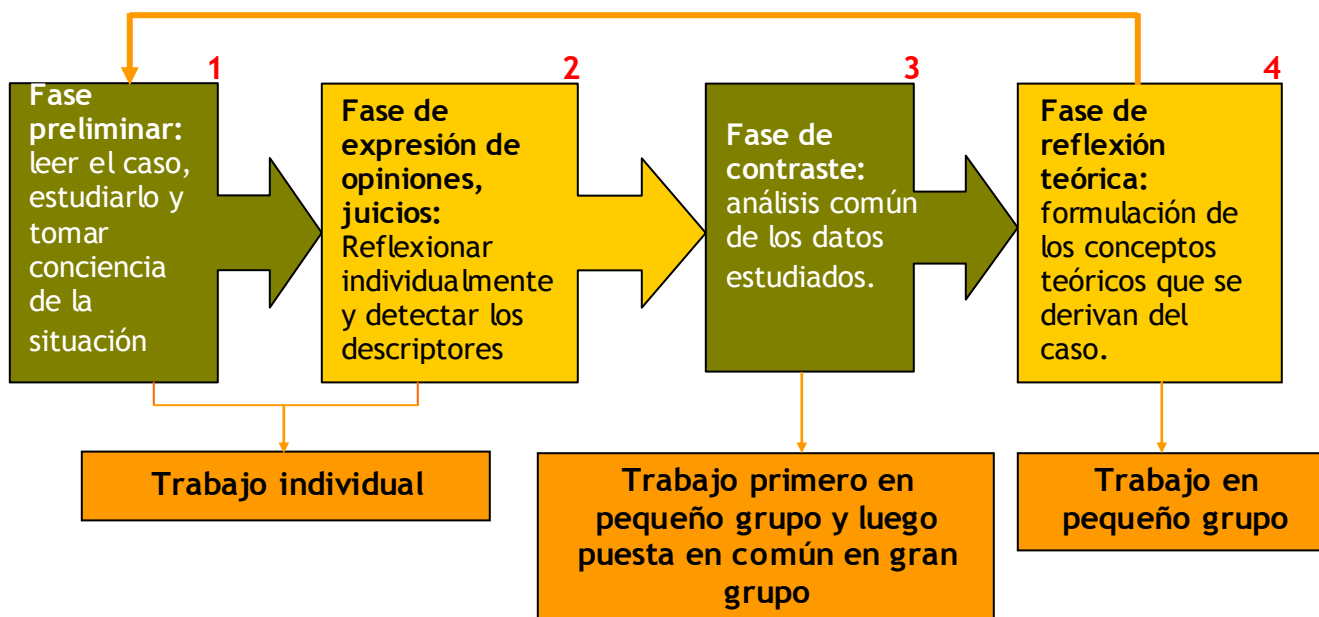 1
Fase
preliminar:
leer el caso,
estudiarlo y
tomar
conciencia
de la
situación
2
Fase de
expresión de
opiniones,
juicios:
Reflexionar
individualmente
y detectar los
descriptores
3
Fase de
contraste:
análisis común
de los datos
estudiados.
4
Fase de
reflexión
teórica:
formulación de
los conceptos
teóricos que se
derivan del
caso.
Trabajo individual
Trabajo primero en
pequeño grupo y luego
puesta en común en gran
grupo
Trabajo en
pequeño grupo